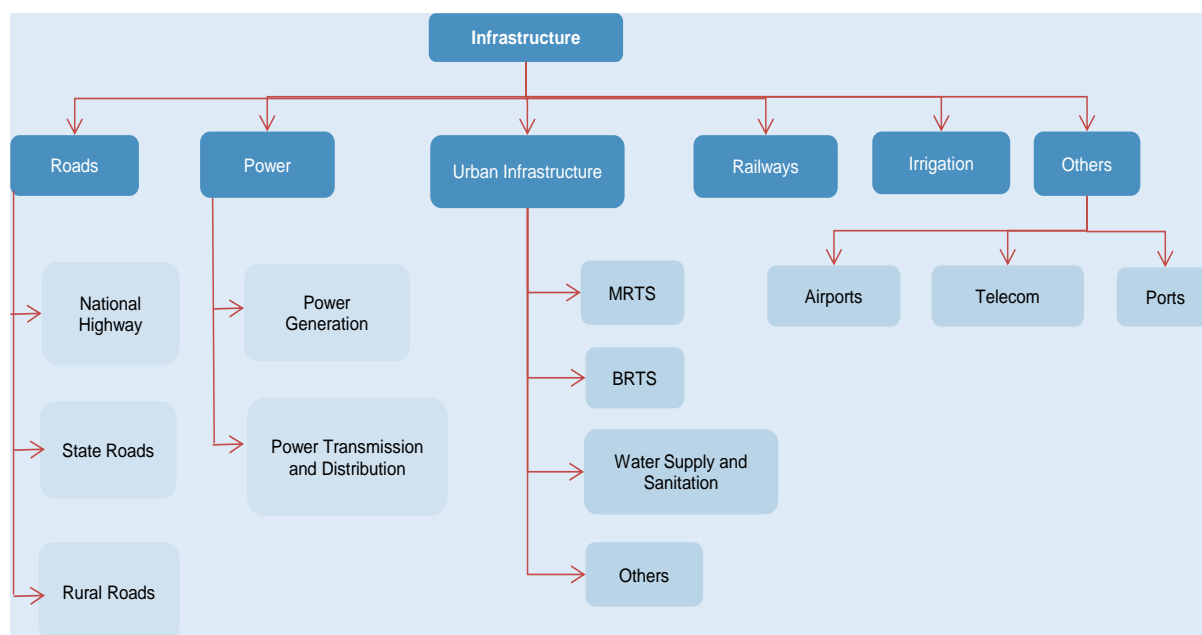 Infrastructure
Roads
Power
Urban Infrastructure
Railways
Irrigation
Others
National
Highway
State Roads
Rural Roads
Power
Generation
Power Transmission
and Distribution
MRTS
BRTS
Water Supply and
Sanitation
Others
Airports
Telecom
Ports